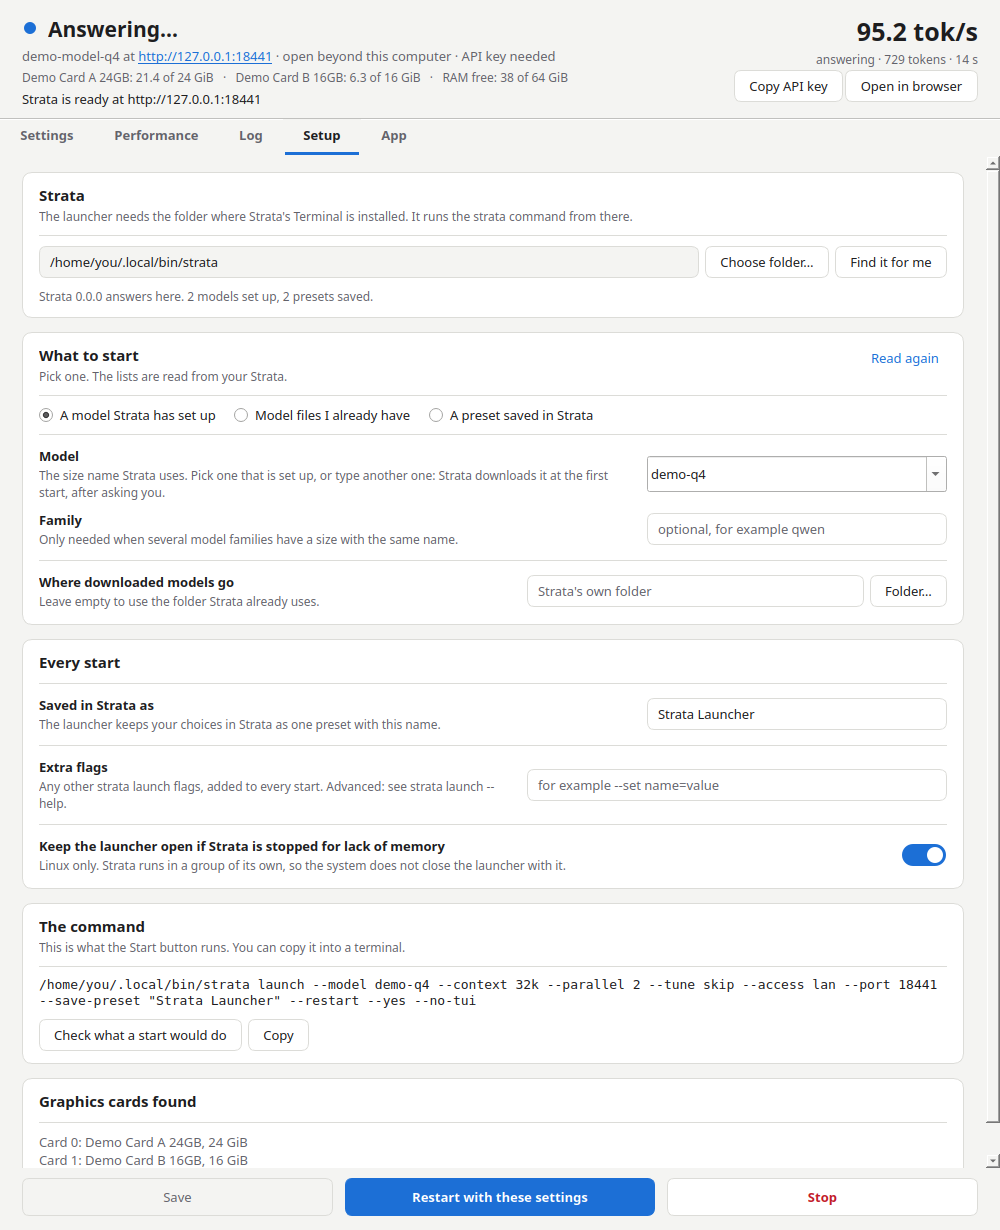 Answering...
95.2 tok/s
demo-model-q4 at http://127.0.0.1:18441 · open beyond this computer · API key needed
answering · 729 tokens · 14 s
Demo Card A 24GB: 21.4 of 24 GiB · Demo Card B 16GB: 6.3 of 16 GiB · RAM free: 38 of 64 GiB
Copy API key
Open in browser
Strata is ready at http://127.0.0.1:18441
Settings
Performance
Log
Setup
App
Strata
The launcher needs the folder where Strata's Terminal is installed. It runs the strata command from there.
/home/you/.local/bin/strata
Choose folder...
Find it for me
Strata 0.0.0 answers here. 2 models set up, 2 presets saved.
What to start
Read again
Pick one. The lists are read from your Strata.
A model Strata has set up
Model files I already have
A preset saved in Strata
Model
The size name Strata uses. Pick one that is set up, or type another one: Strata downloads it at the first
start, after asking you.
demo-q4
Family
Only needed when several model families have a size with the same name.
optional, for example qwen
Where downloaded models go
Leave empty to use the folder Strata already uses.
Strata's own folder
Folder...
Every start
Saved in Strata as
The launcher keeps your choices in Strata as one preset with this name.
Strata Launcher
Extra flags
Any other strata launch flags, added to every start. Advanced: see strata launch --
help.
for example --set name=value
Keep the launcher open if Strata is stopped for lack of memory
Linux only. Strata runs in a group of its own, so the system does not close the launcher with it.
The command
This is what the Start button runs. You can copy it into a terminal.
/home/you/.local/bin/strata launch --model demo-q4 --context 32k --parallel 2 --tune skip --access lan --port 18441
--save-preset "Strata Launcher" --restart --yes --no-tui
Check what a start would do
Copy
Graphics cards found
Card 0: Demo Card A 24GB, 24 GiB
Card 1: Demo Card B 16GB, 16 GiB
Save
Restart with these settings
Stop